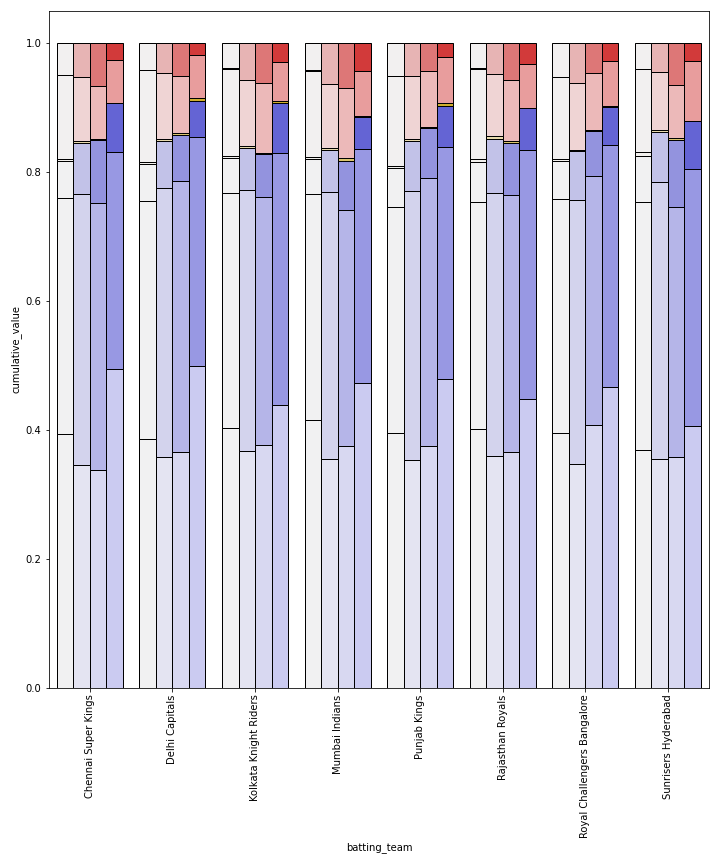 1.0
0.8
0.6
0.4
0.2
0.0
cumulative_value
Chennai Super Kings
Delhi Capitals
Kolkata Knight Riders
Mumbai Indians
Punjab Kings
Rajasthan Royals
Royal Challengers Bangalore
Sunrisers Hyderabad
batting_team